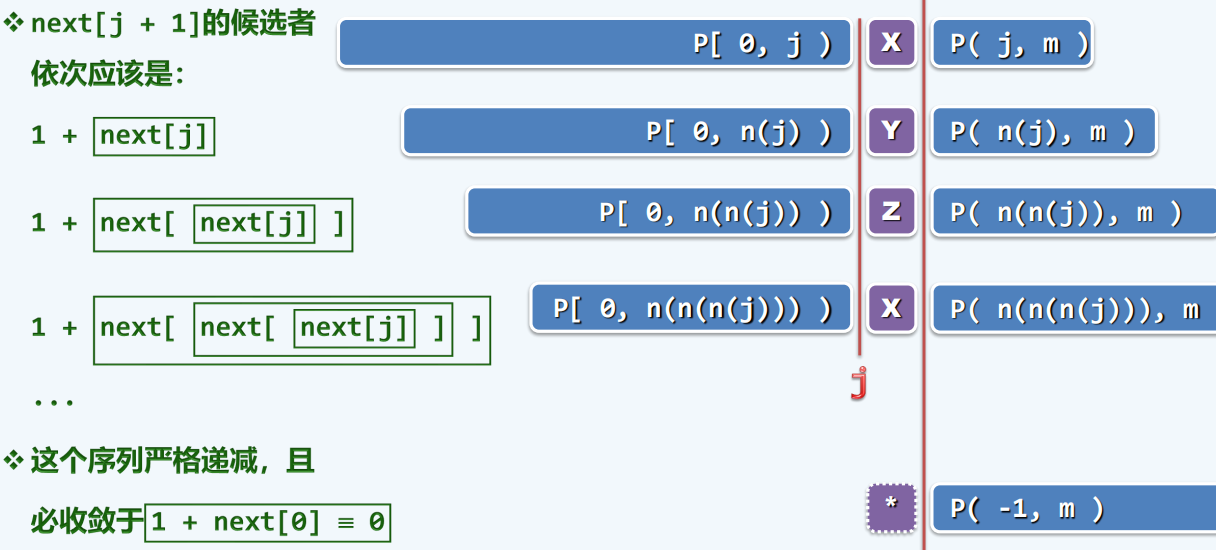 ❖ next[j + 1]的候选者
P[ 0, j )
X
P( j, m )
依次应该是：
1 + next[j]
P[ 0, n(j) )
Y
P( n(j), m )
1 + next[ next[j] ]
P[ 0, n(n(j)) )
Z
P( n(n(j)), m )
1 + next[ next[ next[j] ] ]
P[ 0, n(n(n(j))) )
X
P( n(n(n(j))), m
j
...
❖ 这个序列严格递减，且
必收敛于1 + next[0] ≡ 0
*
P( -1, m )